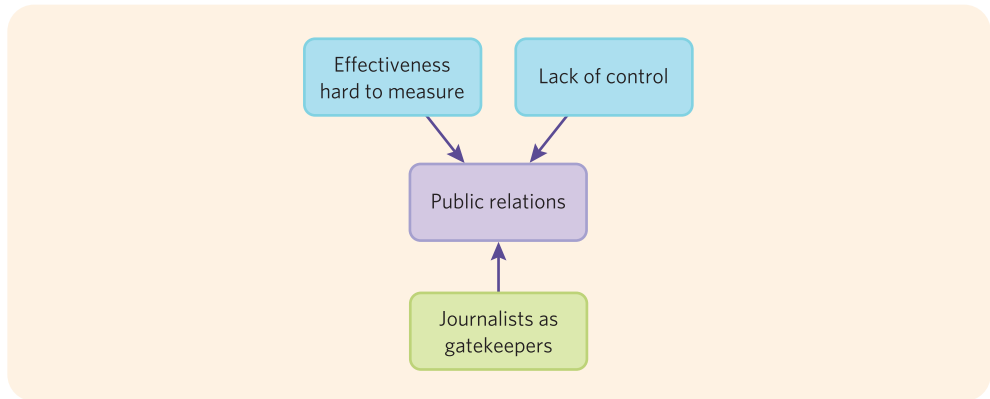 Effectiveness
hard to measure
Lack of control
Public relations
Journalists as
gatekeepers